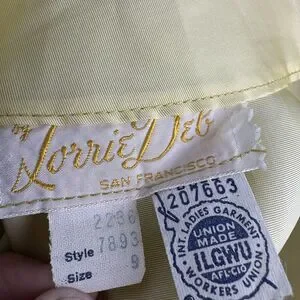 by
Lorrie Deb
SAN FRANCISCO
2236
Style 7893
Size 9
207663
INT. LADIES GARMENT
WORKERS UNION
UNION
MADE
ILGWU
AFL-CIO